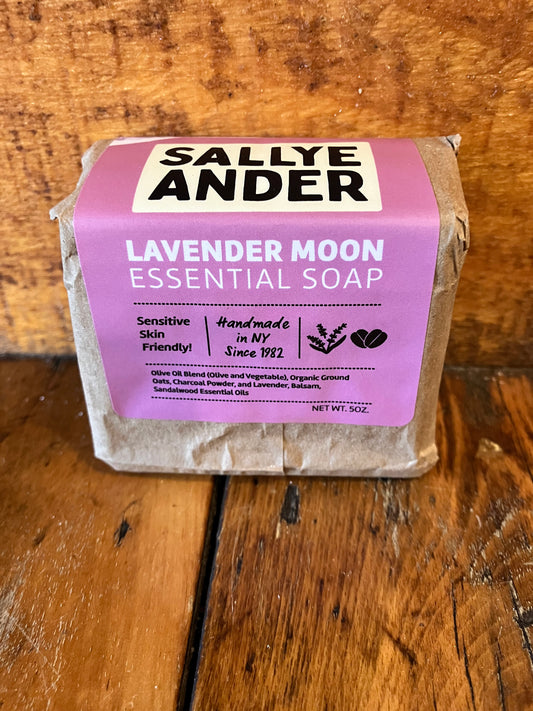 SALLYE
ANDER
LAVENDER MOON
ESSENTIAL SOAP
Sensitive
Skin
Friendly!
Handmade
in NY
Since 1982
Olive Oil Blend (Olive and Vegetable), Organic Ground
Oats, Charcoal Powder, and Lavender, Balsam,
Sandalwood Essential Oils
NET WT. 5OZ.